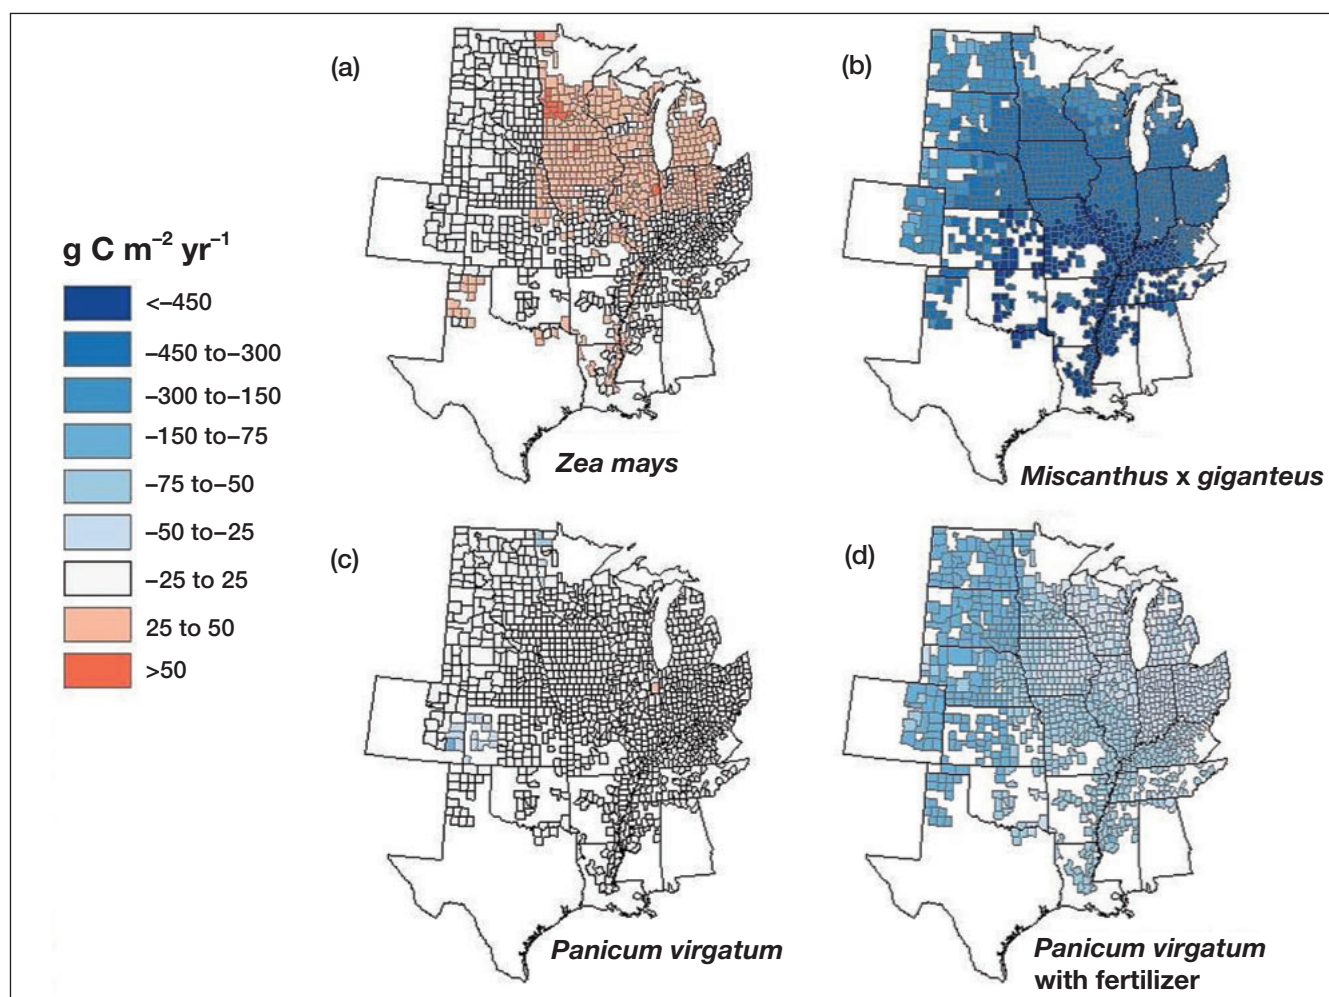 (a)
(b)
g C m⁻² yr⁻¹
<–450
–450 to–300
–300 to–150
–150 to–75
–75 to–50
–50 to–25
–25 to 25
25 to 50
>50
Zea mays
Miscanthus x giganteus
(c)
(d)
Panicum virgatum
Panicum virgatum
with fertilizer